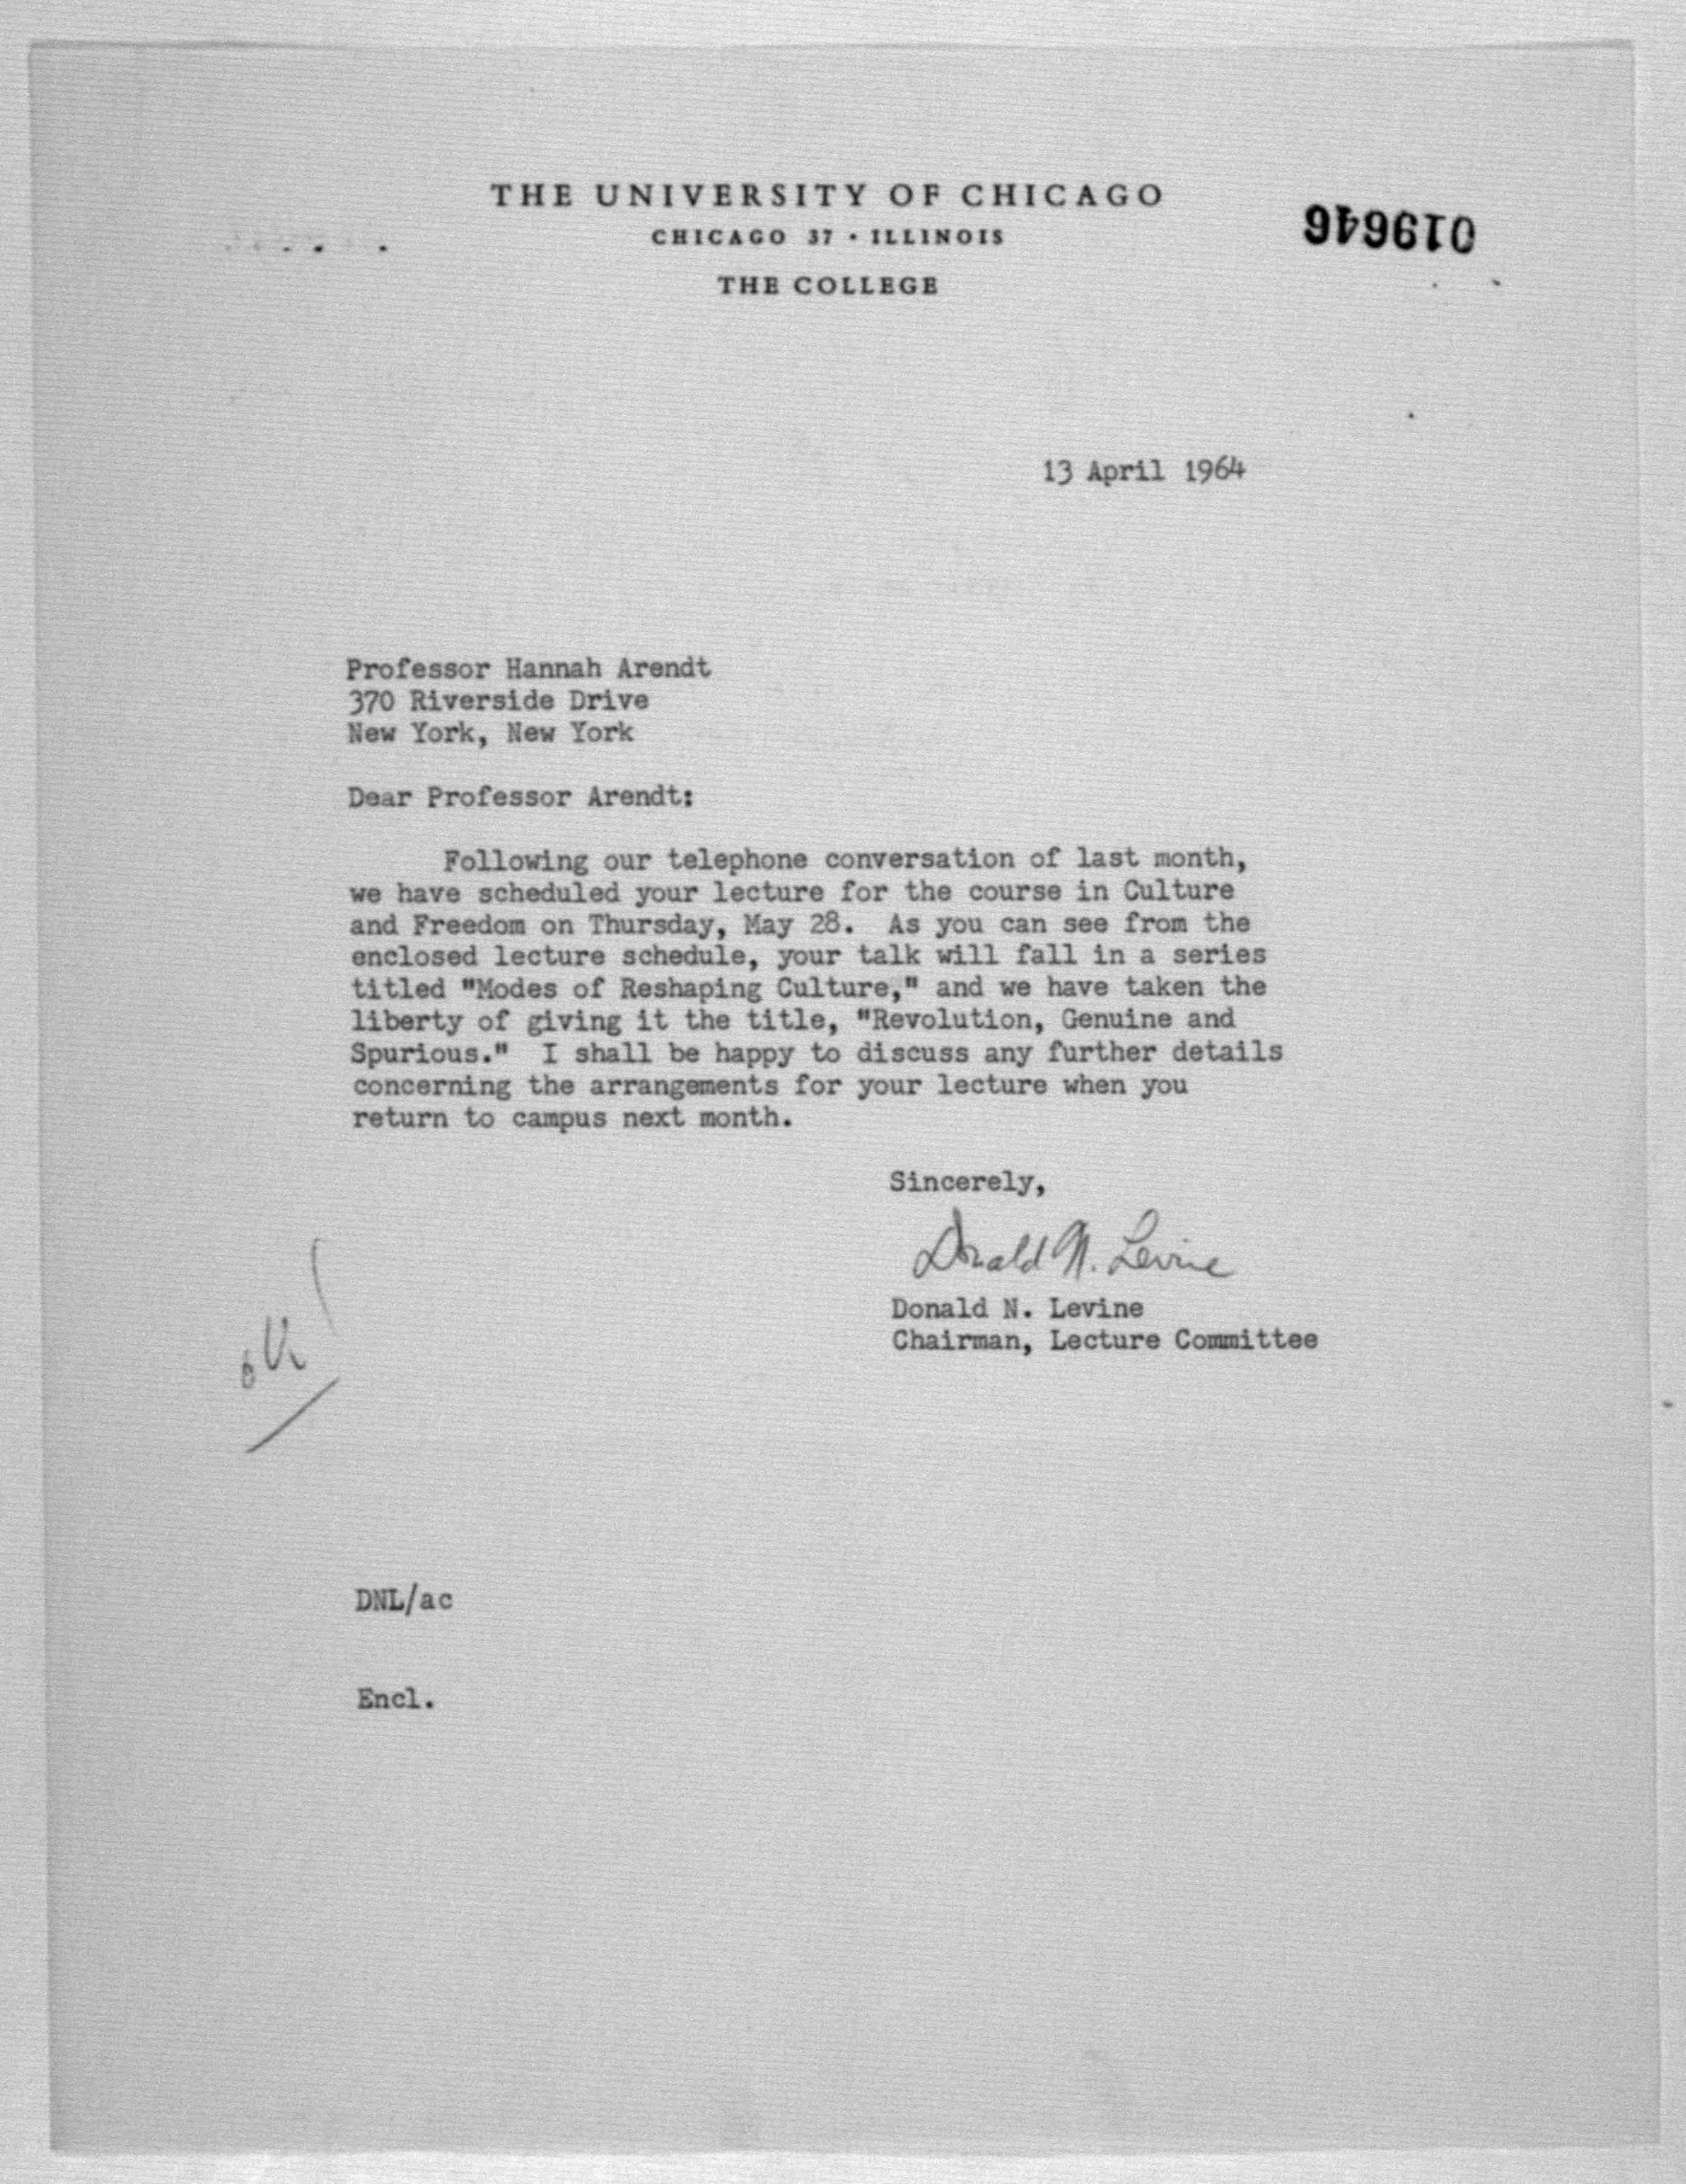 THE UNIVERSITY OF CHICAGO
CHICAGO 37 • ILLINOIS
THE COLLEGE
019646
13 April 1964
Professor Hannah Arendt
370 Riverside Drive
New York, New York
Dear Professor Arendt:
Following our telephone conversation of last month,
we have scheduled your lecture for the course in Culture
and Freedom on Thursday, May 28. As you can see from the
enclosed lecture schedule, your talk will fall in a series
titled "Modes of Reshaping Culture," and we have taken the
liberty of giving it the title, "Revolution, Genuine and
Spurious." I shall be happy to discuss any further details
concerning the arrangements for your lecture when you
return to campus next month.
Sincerely,
Donald N. Levine
Donald N. Levine
Chairman, Lecture Committee
DNL/ac
Encl.